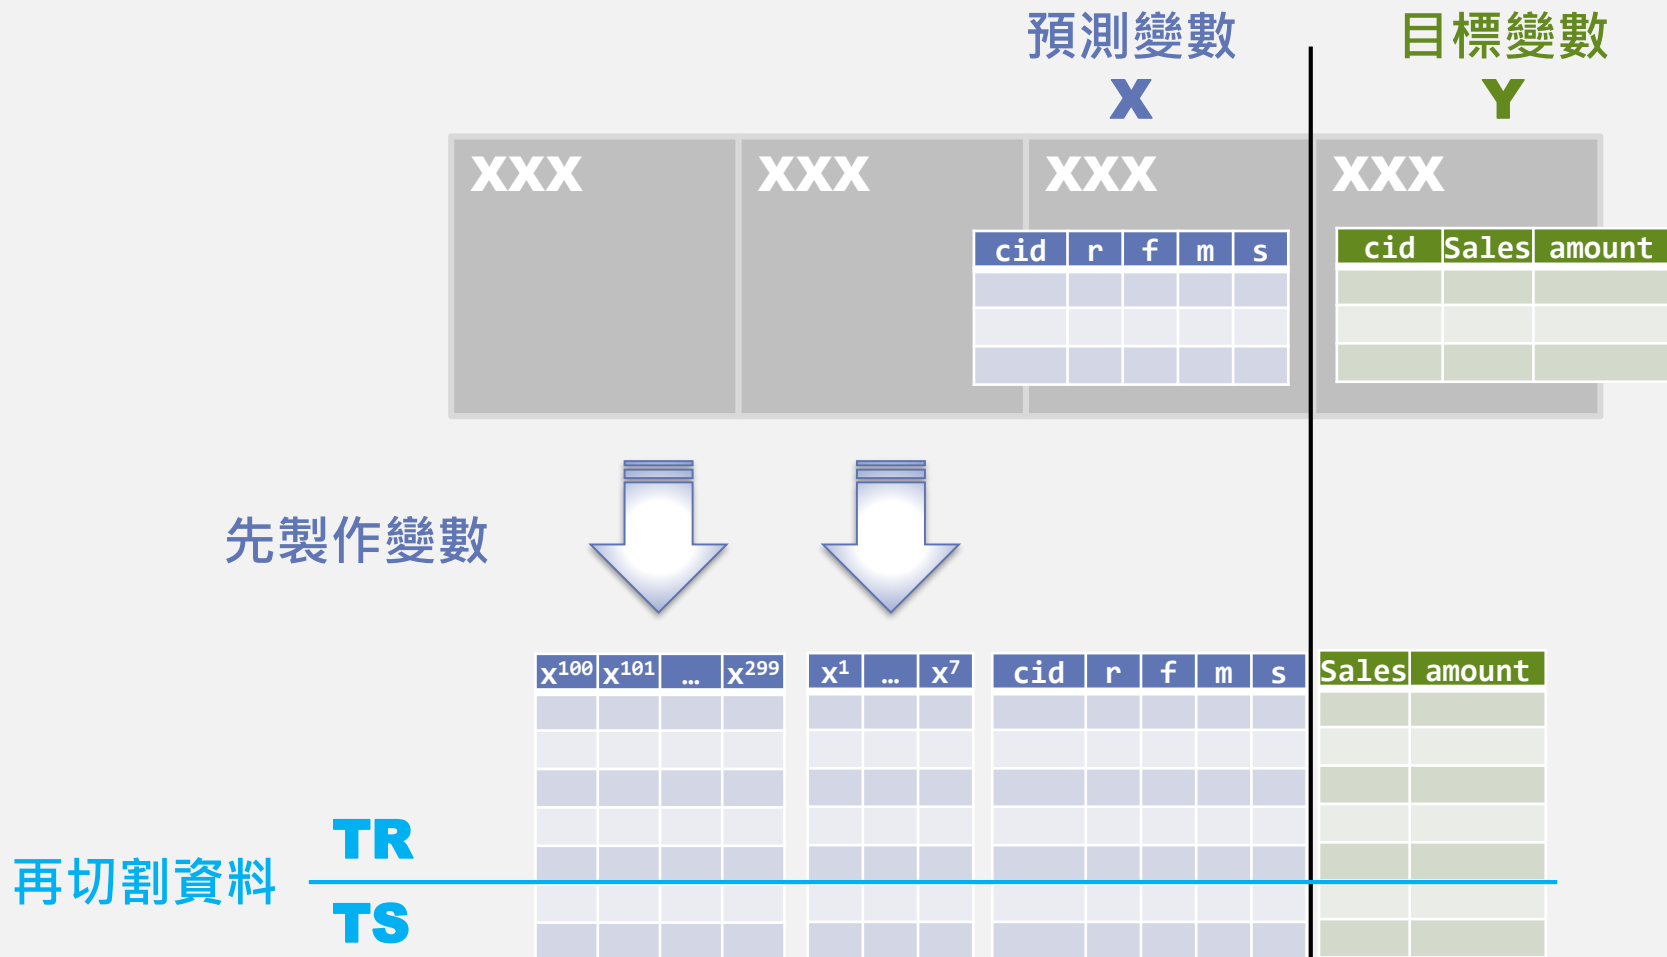 預測變數 目標變數
X Y
XXX XXX XXX XXX
cid r f m s cid Sales amount
先製作變數
x¹⁰⁰ x¹⁰¹ … x²⁹⁹ x¹ … x⁷ cid r f m s Sales amount
TR
再切割資料
TS